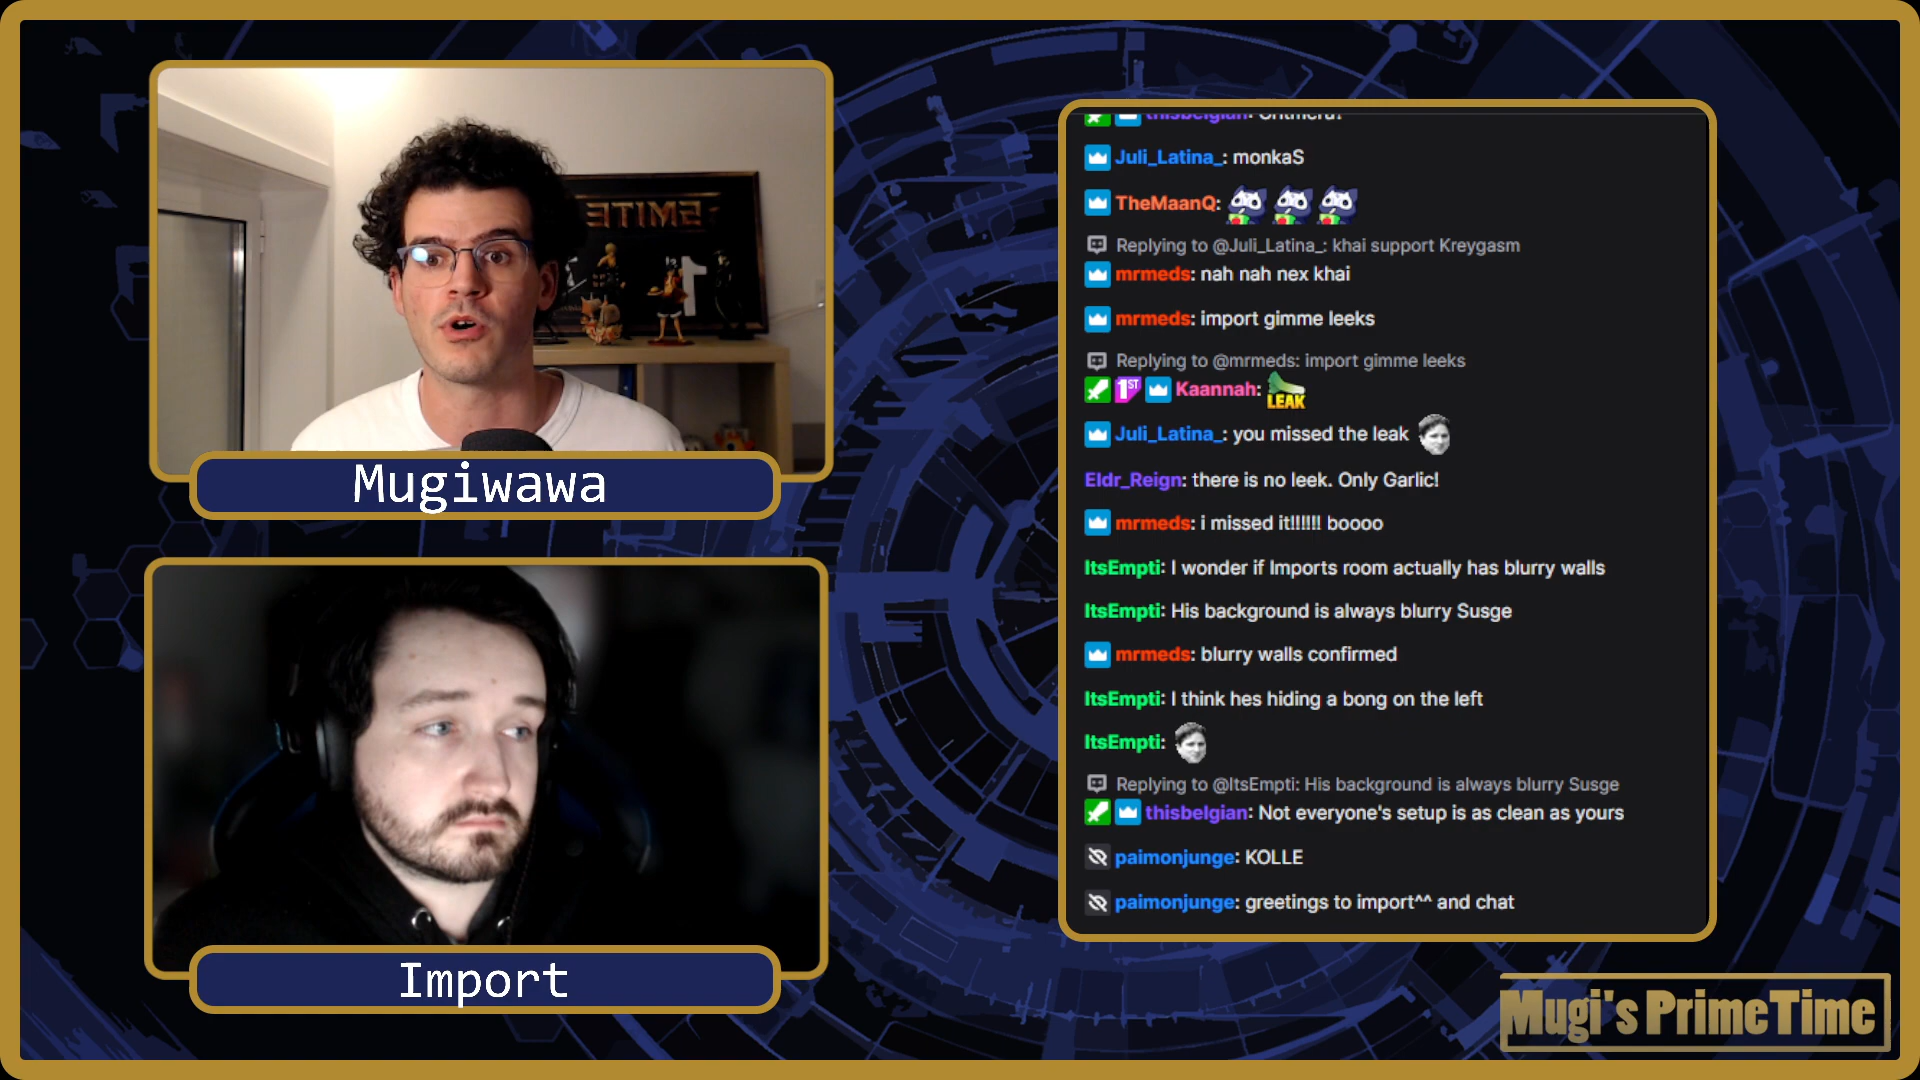 SMITE
1
Mugiwawa
Import
thisbelgian:
Juli_Latina_: monkaS
TheMaanQ:
Replying to @Juli_Latina_: khai support Kreygasm
mrmeds: nah nah nex khai
mrmeds: import gimme leeks
Replying to @mrmeds: import gimme leeks
1ST Kaannah: LEAK
Juli_Latina_: you missed the leak
Eldr_Reign: there is no leek. Only Garlic!
mrmeds: i missed it!!!!!! boooo
ItsEmpti: I wonder if Imports room actually has blurry walls
ItsEmpti: His background is always blurry Susge
mrmeds: blurry walls confirmed
ItsEmpti: I think hes hiding a bong on the left
ItsEmpti:
Replying to @ItsEmpti: His background is always blurry Susge
thisbelgian: Not everyone's setup is as clean as yours
paimonjunge: KOLLE
paimonjunge: greetings to import^^ and chat
Mugi's PrimeTime